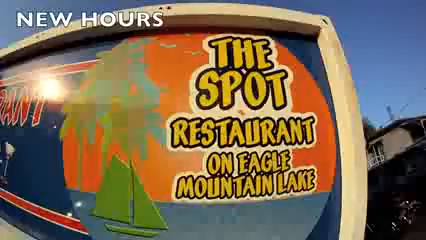 NEW HOURS
THE
SPOT
RESTAURANT
ON EAGLE
MOUNTAIN LAKE